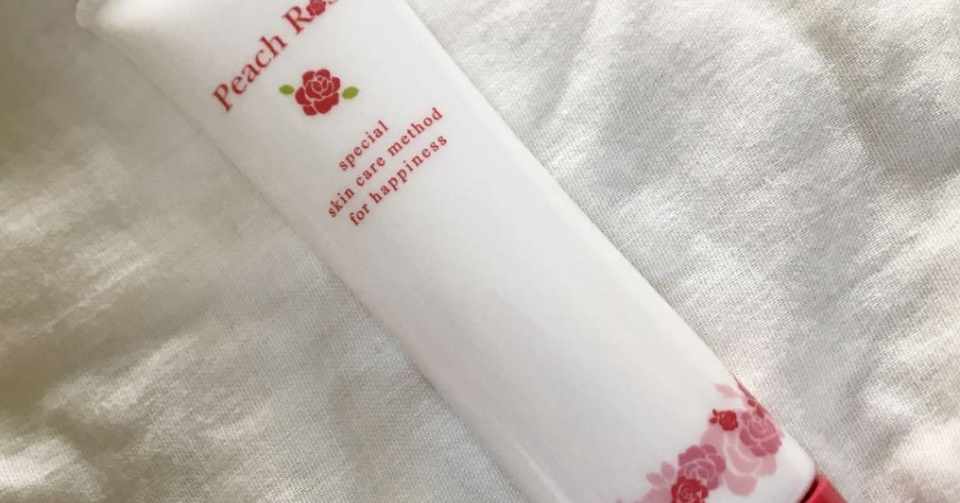 Peach
special
skin care method
for happiness